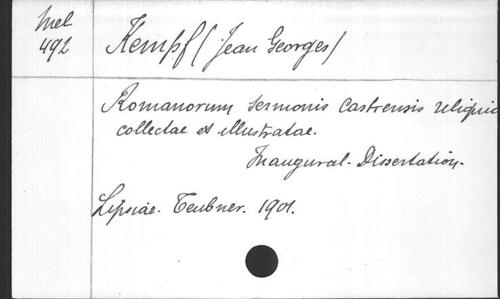 Mel
492
Kempf (Jean Georges)
Romanorum sermonis castrensis reliquiae
collectae et illustratae.
Inaugural-Dissertation.
Lipsiae. Teubner. 1901.